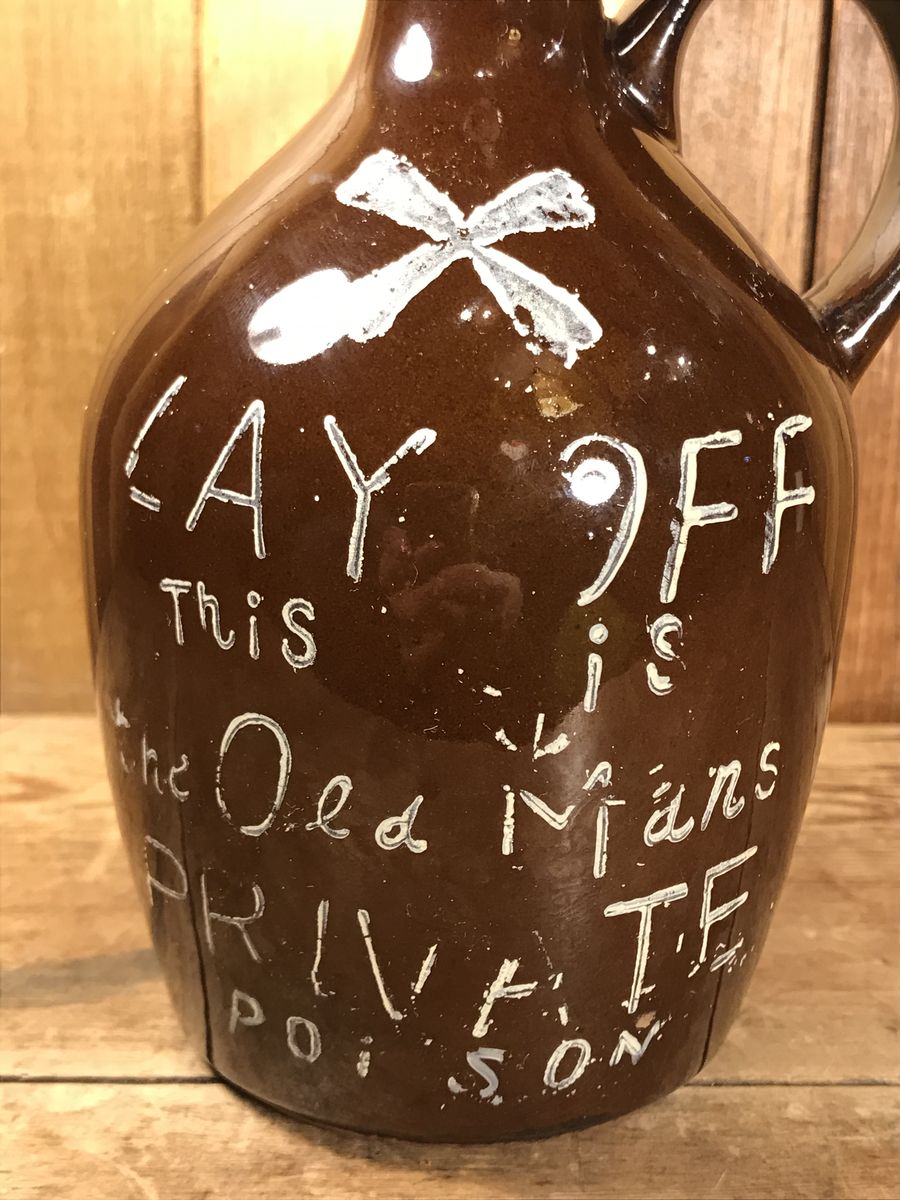 LAY OFF
This is
the Old Mans
PRIVATE
POiSON